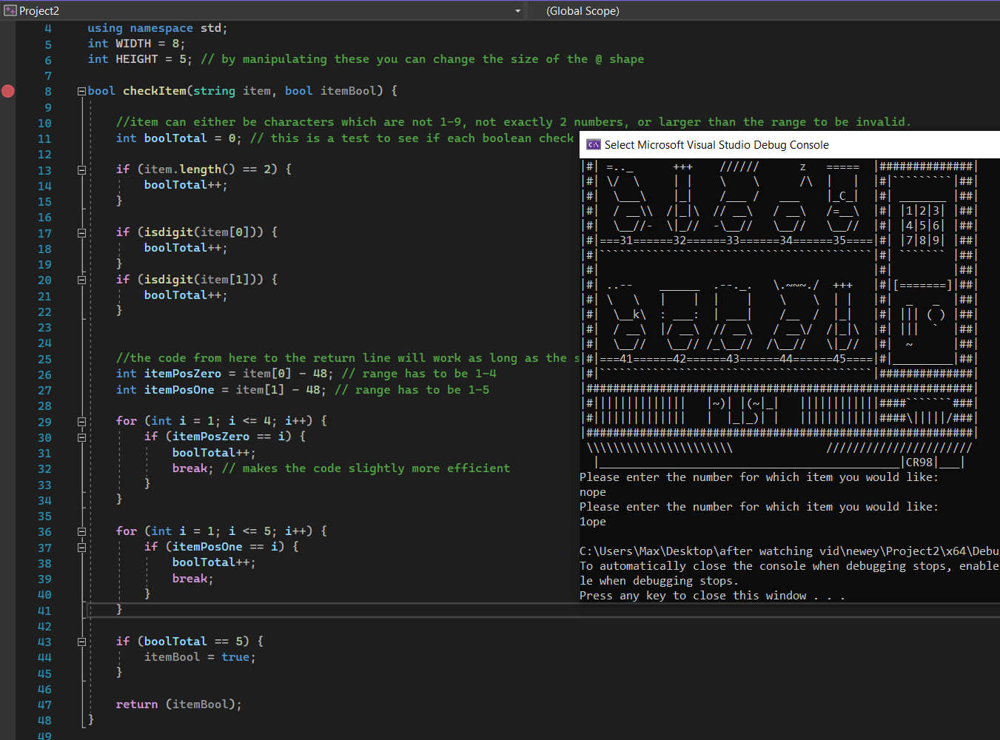 Project2
(Global Scope)
4 using namespace std;
5 int WIDTH = 8;
6 int HEIGHT = 5; // by manipulating these you can change the size of the @ shape
7
8 bool checkItem(string item, bool itemBool) {
9
10 //item can either be characters which are not 1-9, not exactly 2 numbers, or larger than the range to be invalid.
11 int boolTotal = 0; // this is a test to see if each boolean check
12
13 if (item.length() == 2) {
14 boolTotal++;
15 }
16
17 if (isdigit(item[0])) {
18 boolTotal++;
19 }
20 if (isdigit(item[1])) {
21 boolTotal++;
22 }
23
24
25 //the code from here to the return line will work as long as the s
26 int itemPosZero = item[0] - 48; // range has to be 1-4
27 int itemPosOne = item[1] - 48; // range has to be 1-5
28
29 for (int i = 1; i <= 4; i++) {
30 if (itemPosZero == i) {
31 boolTotal++;
32 break; // makes the code slightly more efficient
33 }
34 }
35
36 for (int i = 1; i <= 5; i++) {
37 if (itemPosOne == i) {
38 boolTotal++;
39 break;
40 }
41 }
42
43 if (boolTotal == 5) {
44 itemBool = true;
45 }
46
47 return (itemBool);
48 }
49
Select Microsoft Visual Studio Debug Console
|#| =.._      +++    //////      z   =====  |##############|
|#| \/  \     | |    \    \      /\  |   |  |#|`````````|##|
|#|  \___\    |_|    /___ /   ___    |_C_|  |#| _______ |##|
|#|  / __\\  /|_|\  // __\   / __\   /=__\  |#| |1|2|3| |##|
|#|  \__//-  \|_//  -\__//   \__//   \__//  |#| |4|5|6| |##|
|#|===31======32======33======34======35====|#| |7|8|9| |##|
|#|`````````````````````````````````````````|#| ``````` |##|
|#|                                         |#|         |##|
|#| ..--    ______  .--._.   \.~~~./  +++   |#|[=======]|##|
|#| \   \   |    |  |    |    \    \  | |   |#|  _   _  |##|
|#|  \__k\  : ___:  | ___|    /__  /  |_|   |#| ||| ( ) |##|
|#|  / __\  |/ __\  // __\   / __\/  /|_|\  |#| |||  `  |##|
|#|  \__//   \__// /_\__//  /\__//   \|_//  |#|  ~      |##|
|#|===41======42======43======44======45====|#|_________|##|
|#|`````````````````````````````````````````|##############|
|##########################################################|
|#||||||||||||||   |~)| |(~|_|   ||||||||||||####```````###|
|#||||||||||||||   |  |_|_)| |   ||||||||||||####\|||||/###|
|##########################################################|
\\\\\\\\\\\\\\\\\\\\\\              //////////////////////
|_____________________________________________|CR98|___|
Please enter the number for which item you would like:
nope
Please enter the number for which item you would like:
1ope
C:\Users\Max\Desktop\after watching vid\newey\Project2\x64\Debu
To automatically close the console when debugging stops, enable
le when debugging stops.
Press any key to close this window . . .